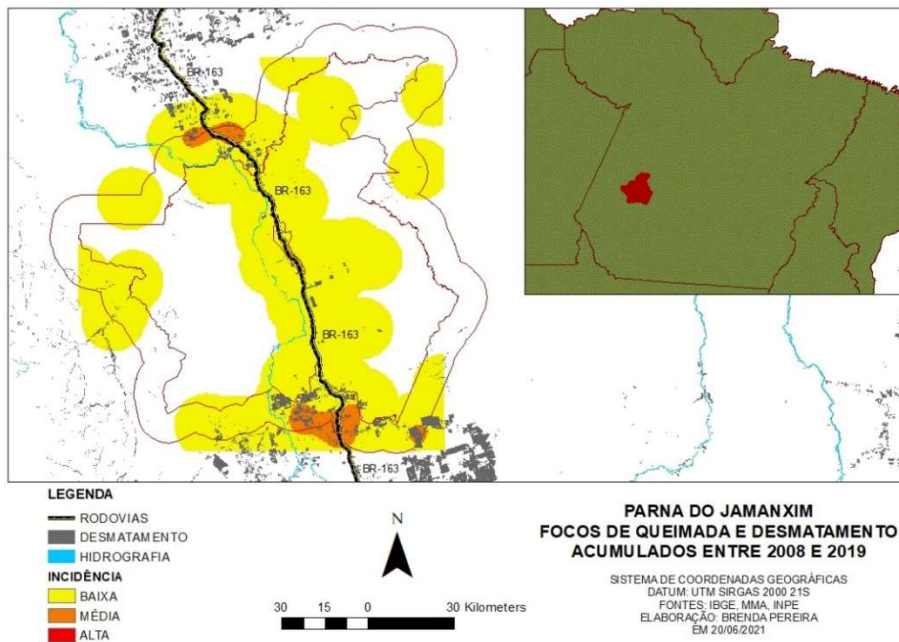 BR-163
BR-163
BR-163
BR-163
LEGENDA
RODOVIAS
DESMATAMENTO
HIDROGRAFIA
INCIDÊNCIA
BAIXA
MÉDIA
ALTA
N
30 15 0 30 Kilometers
PARNA DO JAMANXIM
FOCOS DE QUEIMADA E DESMATAMENTO
ACUMULADOS ENTRE 2008 E 2019
SISTEMA DE COORDENADAS GEOGRÁFICAS
DATUM: UTM SIRGAS 2000 21S
FONTES: IBGE, MMA, INPE
ELABORAÇÃO: BRENDA PEREIRA
EM 20/06/2021